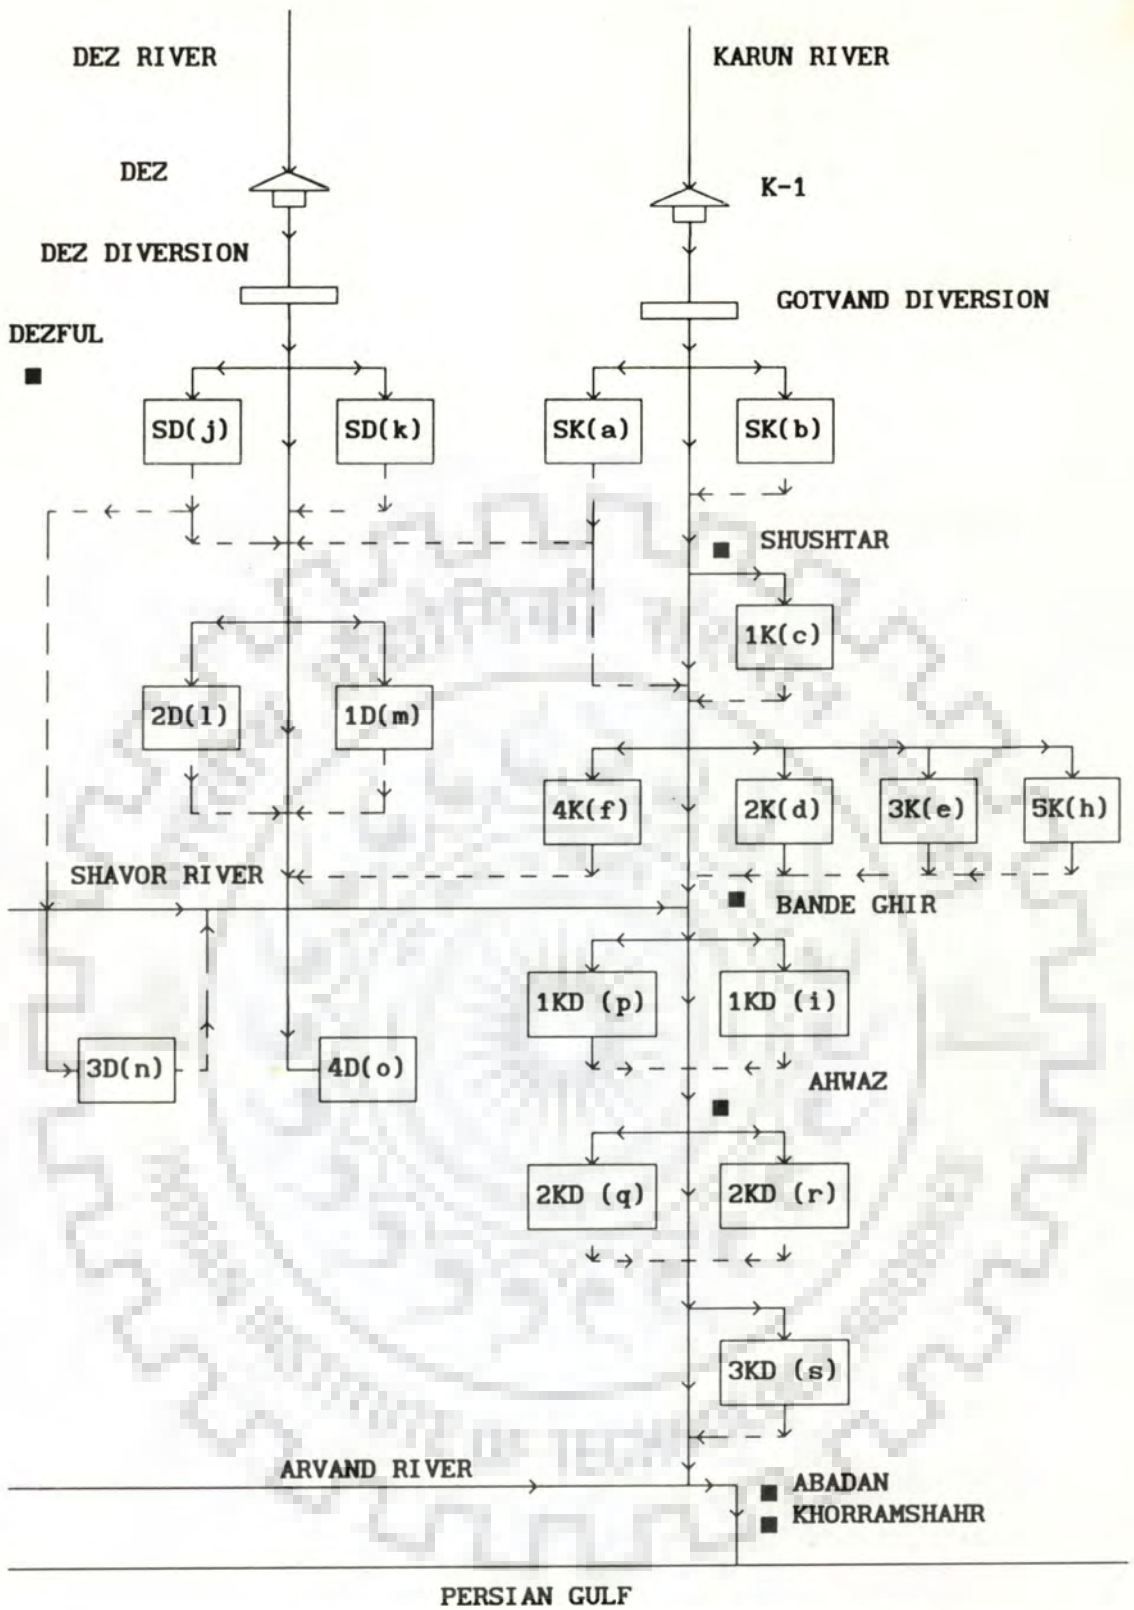 DEZ RIVER
KARUN RIVER
DEZ
K-1
DEZ DIVERSION
GOTVAND DIVERSION
DEZFUL
SD(j)
SD(k)
SK(a)
SK(b)
SHUSHTAR
1K(c)
2D(l)
1D(m)
4K(f)
2K(d)
3K(e)
5K(h)
SHAVOR RIVER
BANDE GHIR
1KD (p)
1KD (i)
3D(n)
4D(o)
AHWAZ
2KD (q)
2KD (r)
3KD (s)
ARVAND RIVER
ABADAN
KHORRAMSHAHR
PERSIAN GULF